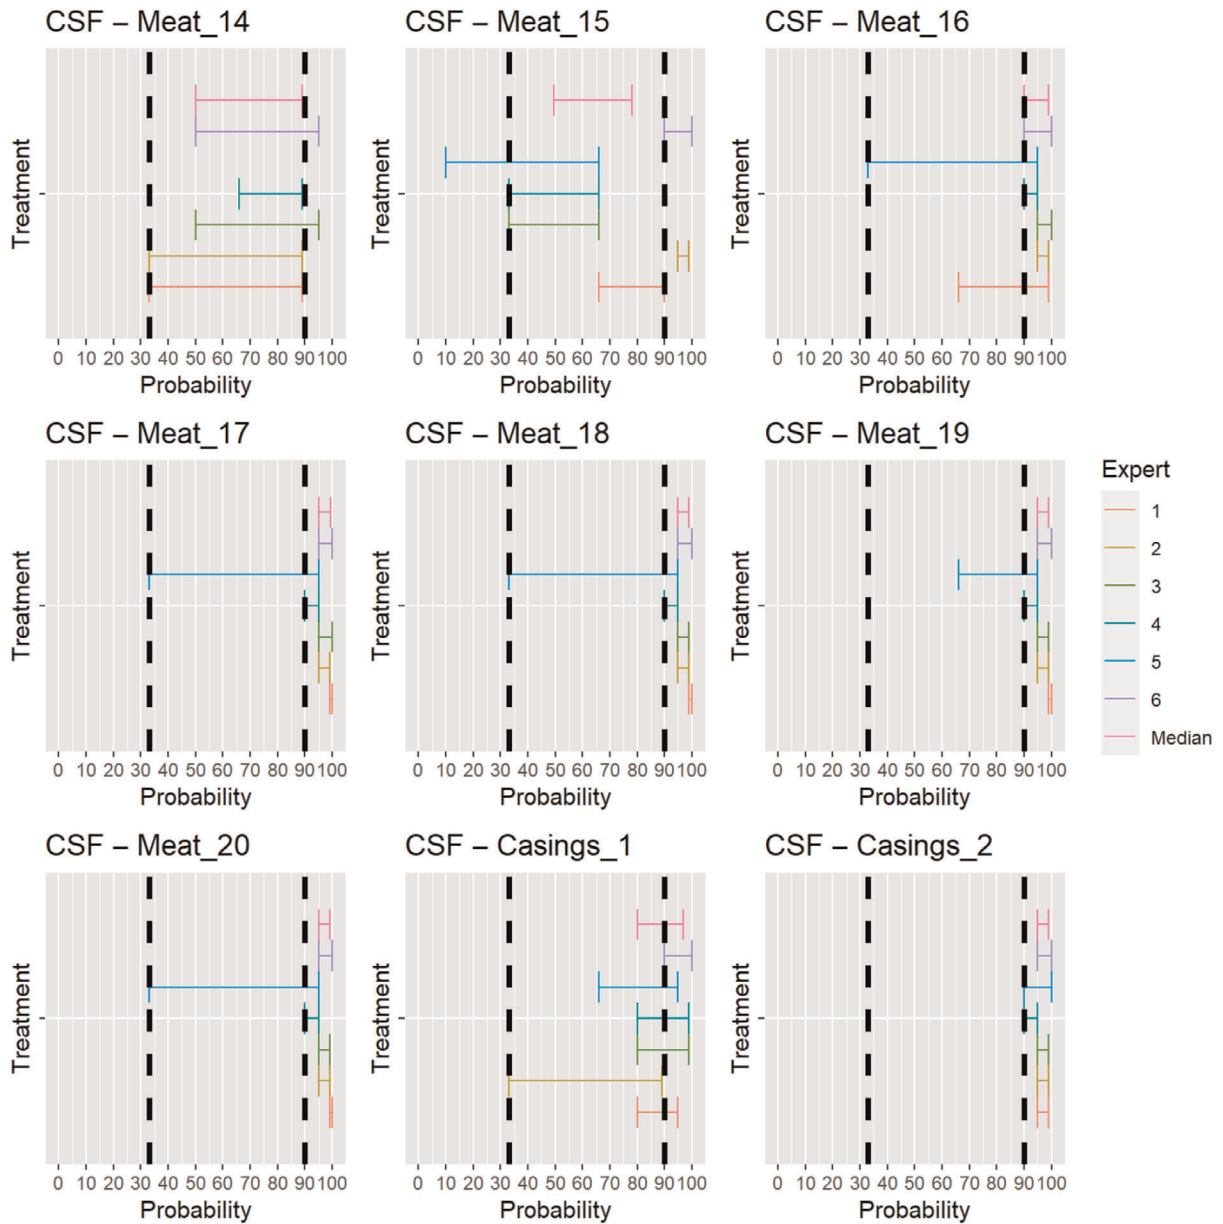 CSF – Meat_14
CSF – Meat_15
CSF – Meat_16
Treatment
Treatment
Treatment
0 10 20 30 40 50 60 70 80 90 100
0 10 20 30 40 50 60 70 80 90 100
0 10 20 30 40 50 60 70 80 90 100
Probability
Probability
Probability
CSF – Meat_17
CSF – Meat_18
CSF – Meat_19
Treatment
Treatment
Treatment
0 10 20 30 40 50 60 70 80 90 100
0 10 20 30 40 50 60 70 80 90 100
0 10 20 30 40 50 60 70 80 90 100
Probability
Probability
Probability
Expert
1
2
3
4
5
6
Median
CSF – Meat_20
CSF – Casings_1
CSF – Casings_2
Treatment
Treatment
Treatment
0 10 20 30 40 50 60 70 80 90 100
0 10 20 30 40 50 60 70 80 90 100
0 10 20 30 40 50 60 70 80 90 100
Probability
Probability
Probability